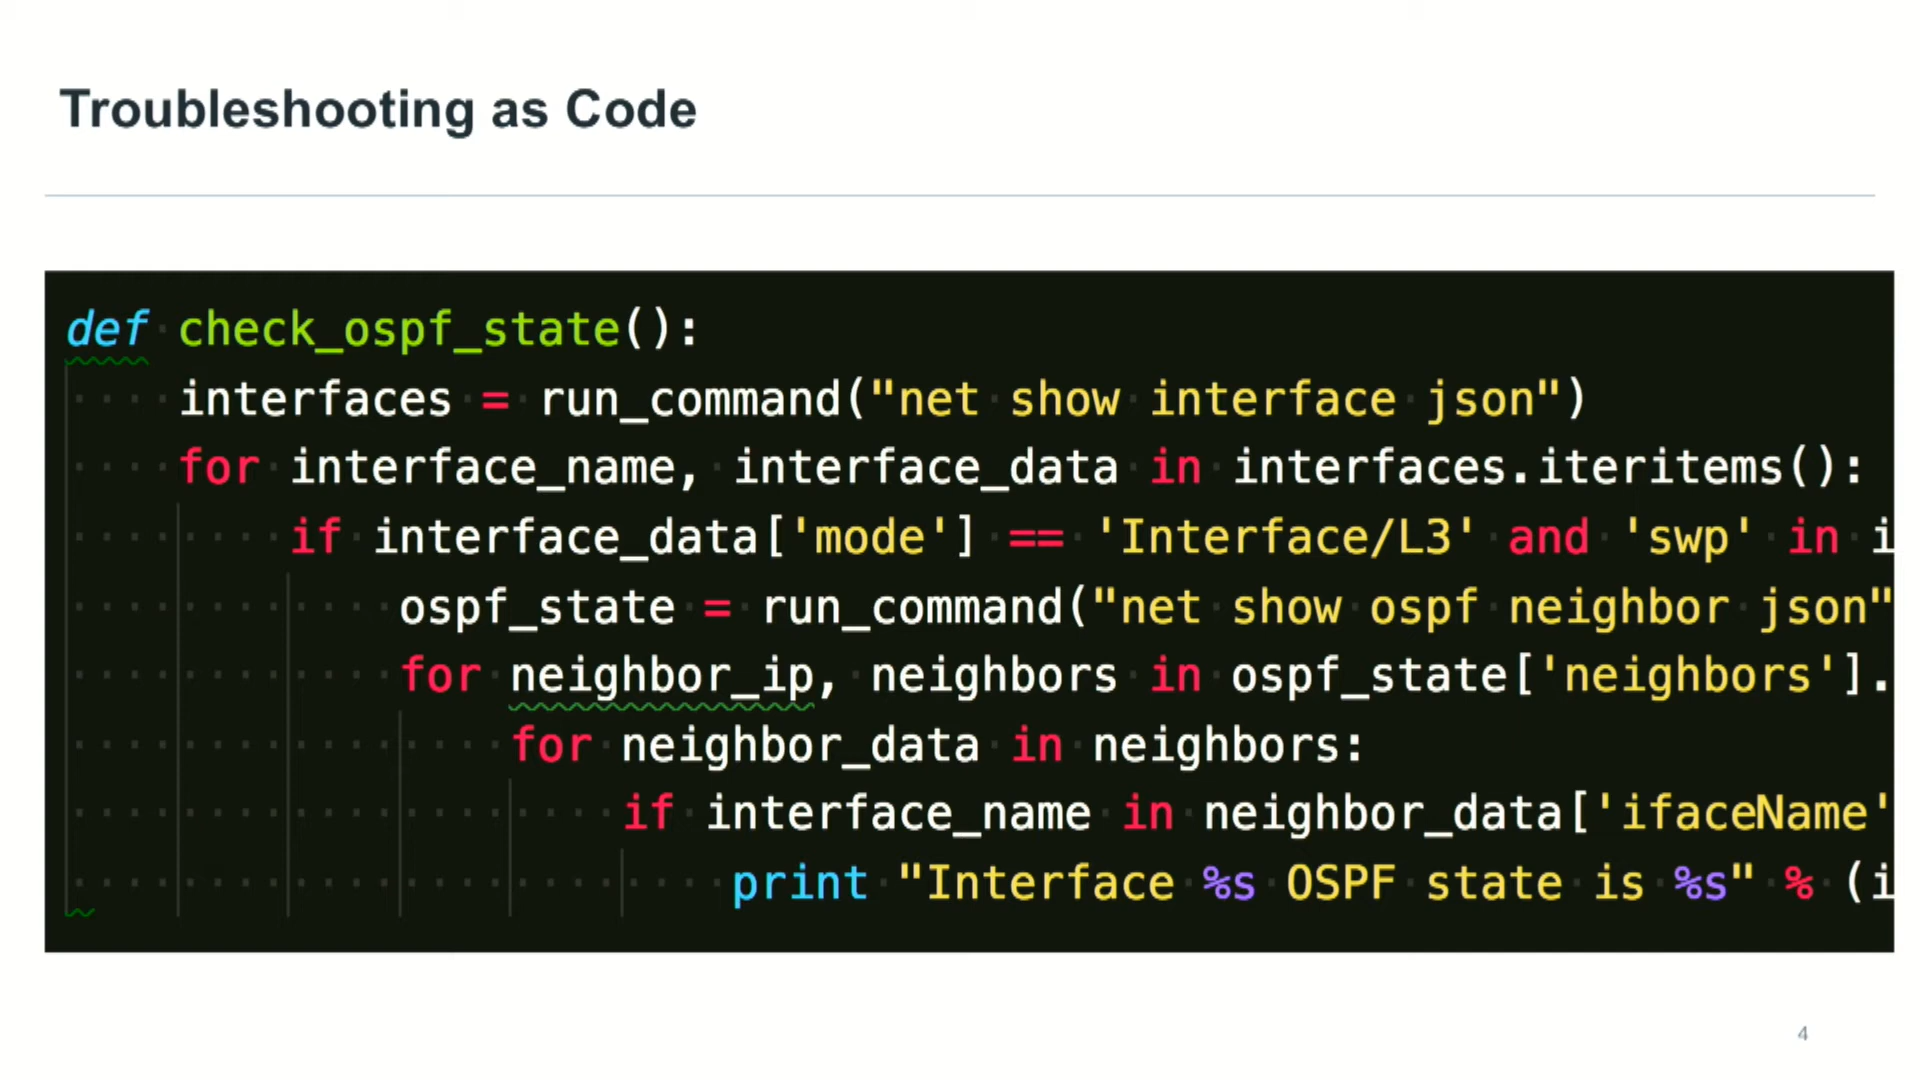 Troubleshooting as Code
def check_ospf_state():
    interfaces = run_command("net show interface json")
    for interface_name, interface_data in interfaces.iteritems():
        if interface_data['mode'] == 'Interface/L3' and 'swp' in i
            ospf_state = run_command("net show ospf neighbor json"
            for neighbor_ip, neighbors in ospf_state['neighbors'].
                for neighbor_data in neighbors:
                    if interface_name in neighbor_data['ifaceName'
                        print "Interface %s OSPF state is %s" % (i
4